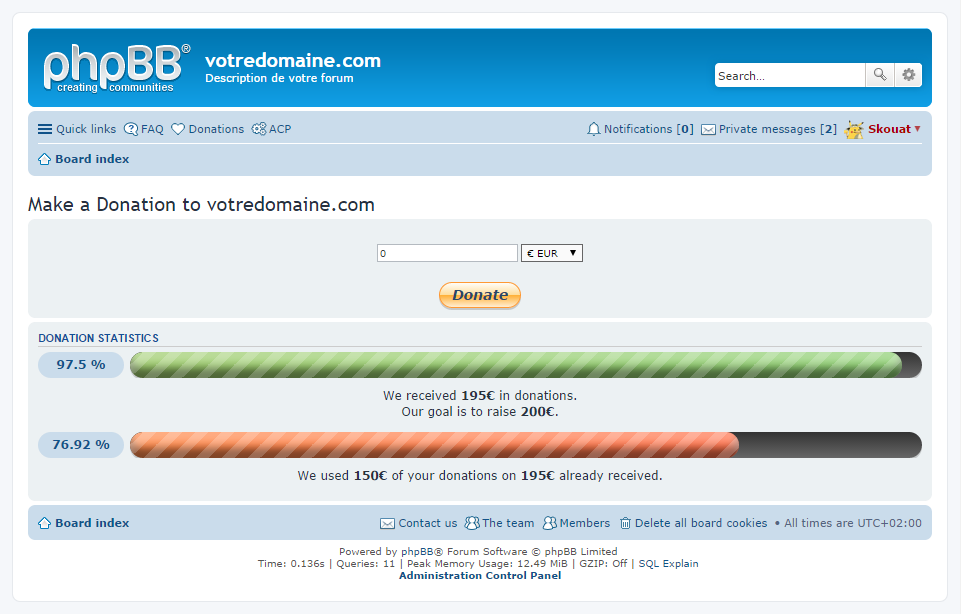 phpBB®
creating communities
votredomaine.com
Description de votre forum
Search...
Quick links FAQ Donations ACP
Notifications [0] Private messages [2] Skouat
Board index
Make a Donation to votredomaine.com
0 € EUR
Donate
DONATION STATISTICS
97.5 %
We received 195€ in donations.
Our goal is to raise 200€.
76.92 %
We used 150€ of your donations on 195€ already received.
Board index
Contact us The team Members Delete all board cookies • All times are UTC+02:00
Powered by phpBB® Forum Software © phpBB Limited
Time: 0.136s | Queries: 11 | Peak Memory Usage: 12.49 MiB | GZIP: Off | SQL Explain
Administration Control Panel